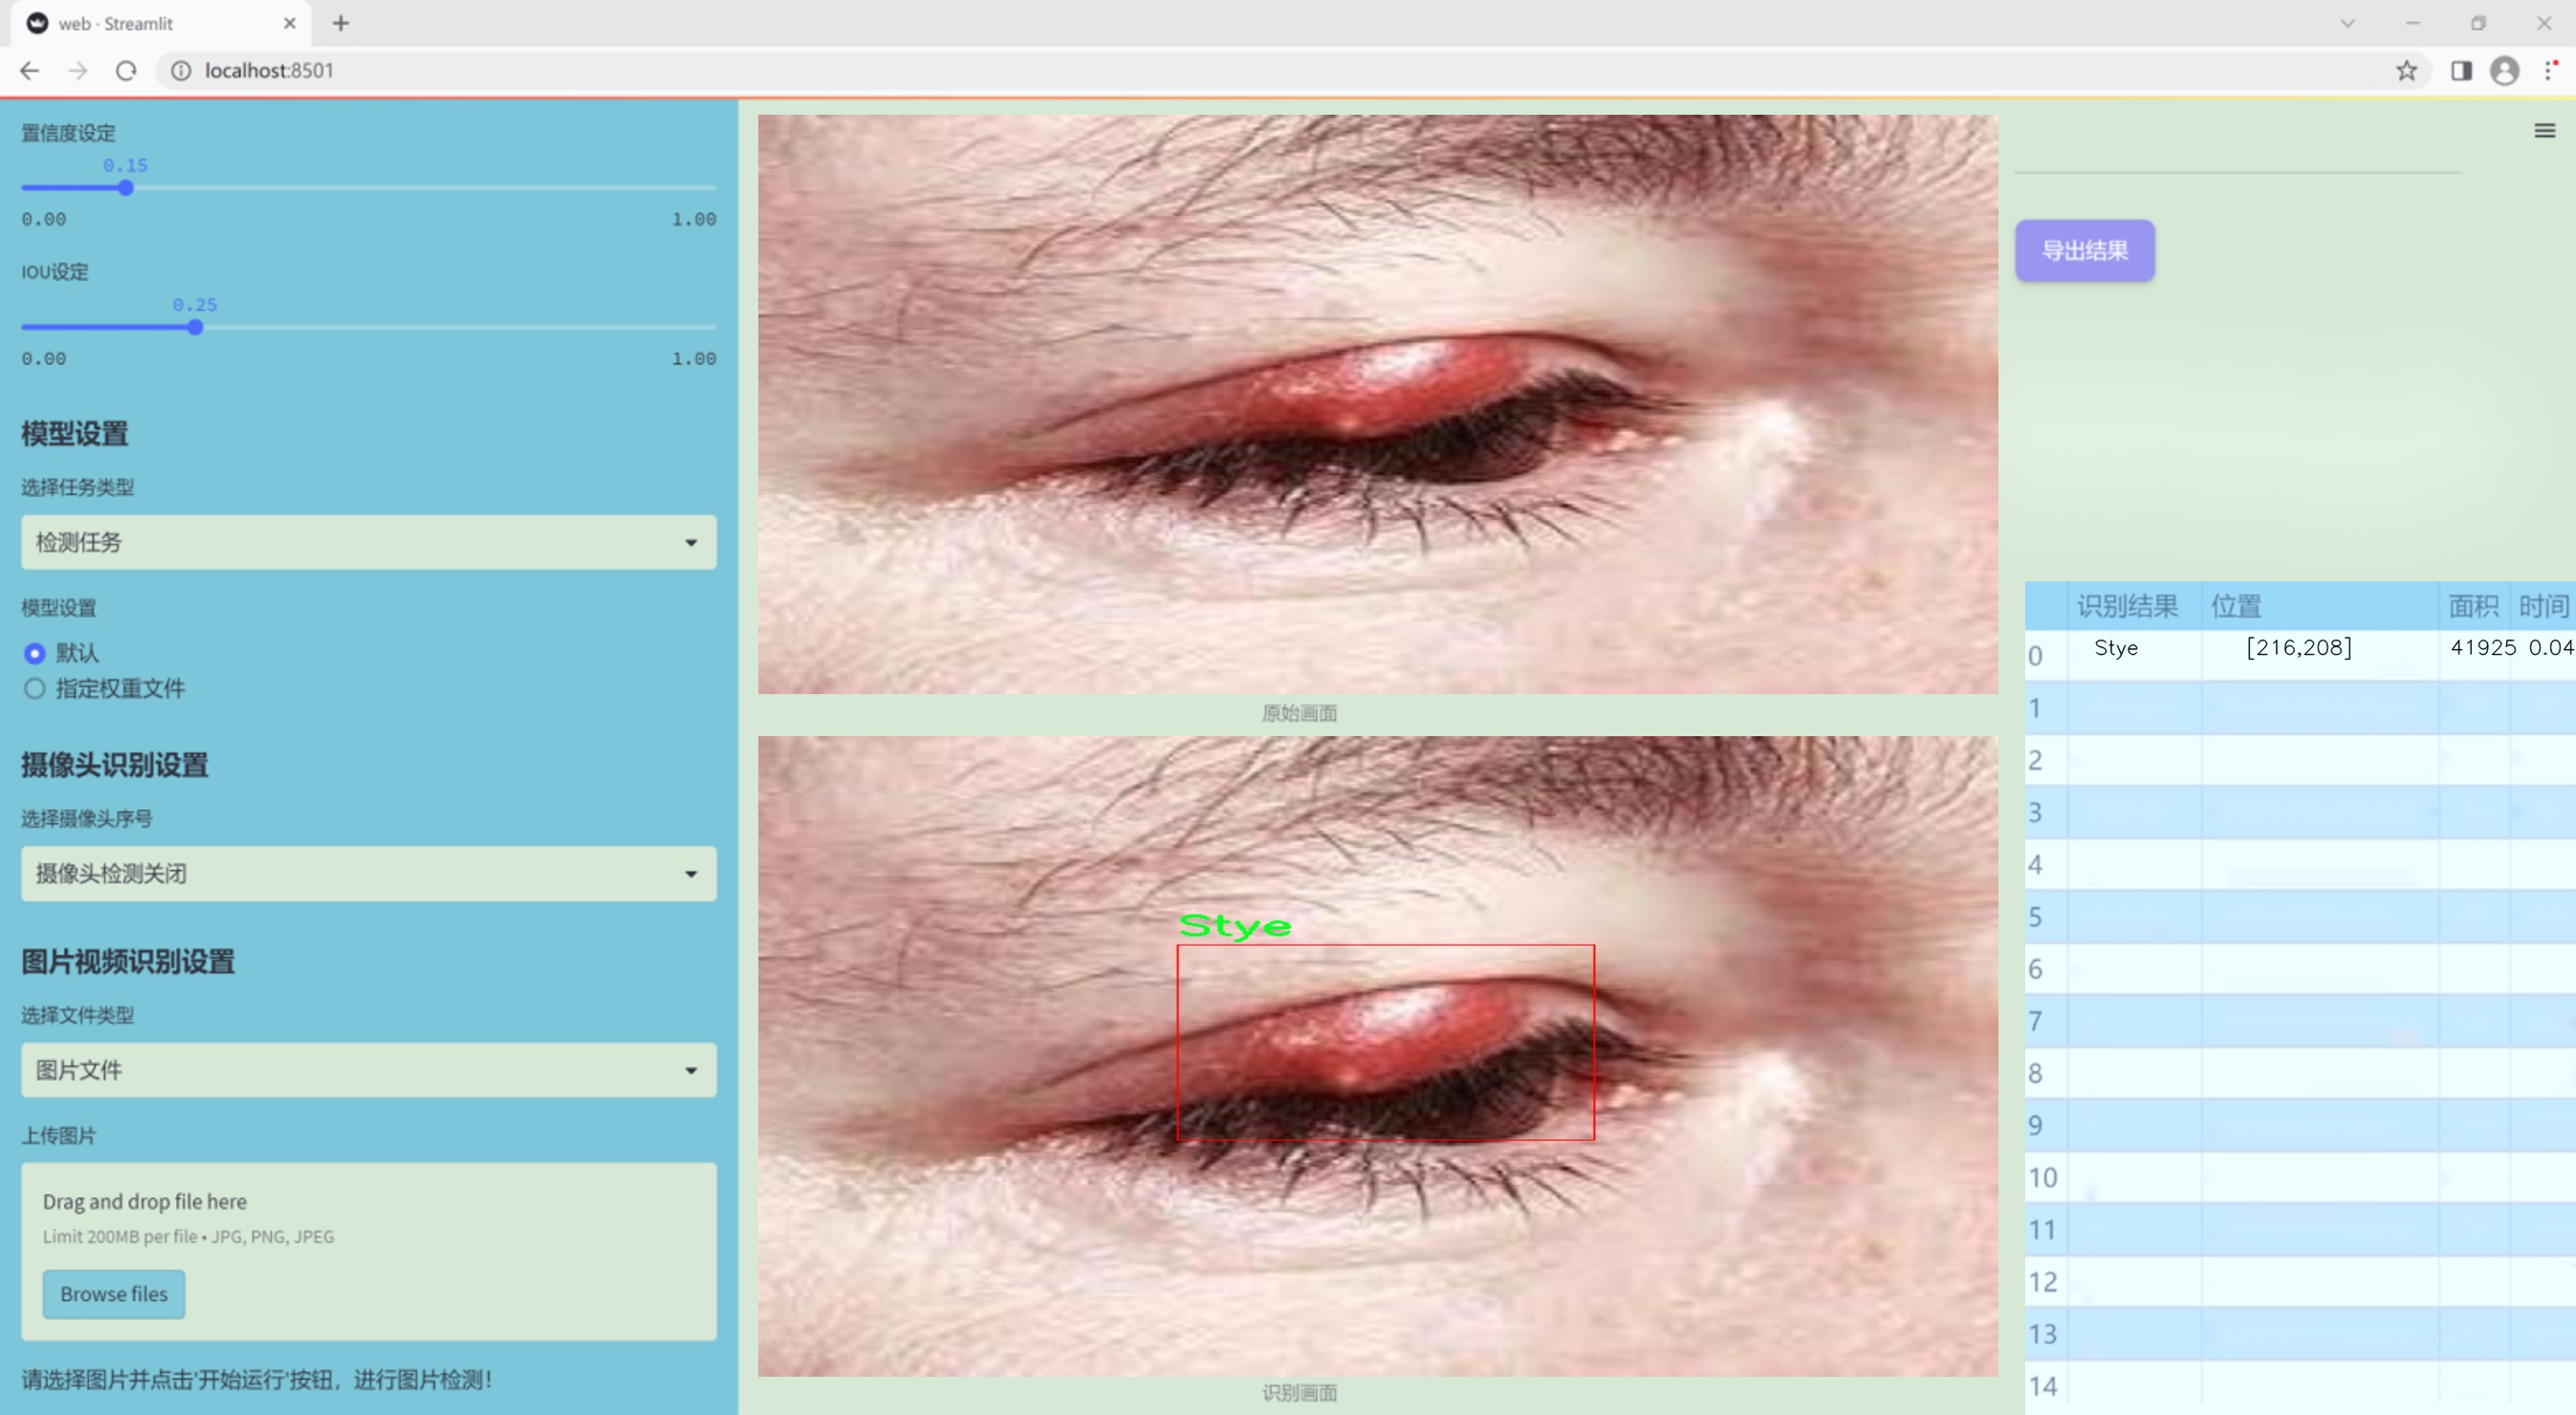 web · Streamlit
localhost:8501
置信度设定
0.15
0.00 1.00
IOU设定
0.25
0.00 1.00
模型设置
选择任务类型
检测任务
模型设置
默认
指定权重文件
摄像头识别设置
选择摄像头序号
摄像头检测关闭
图片视频识别设置
选择文件类型
图片文件
上传图片
Drag and drop file here
Limit 200MB per file • JPG, PNG, JPEG
Browse files
请选择图片并点击'开始运行'按钮，进行图片检测！
原始画面
Stye
识别画面
导出结果
识别结果 位置 面积 时间
0 Stye [216,208] 41925 0.04
1
2
3
4
5
6
7
8
9
10
11
12
13
14